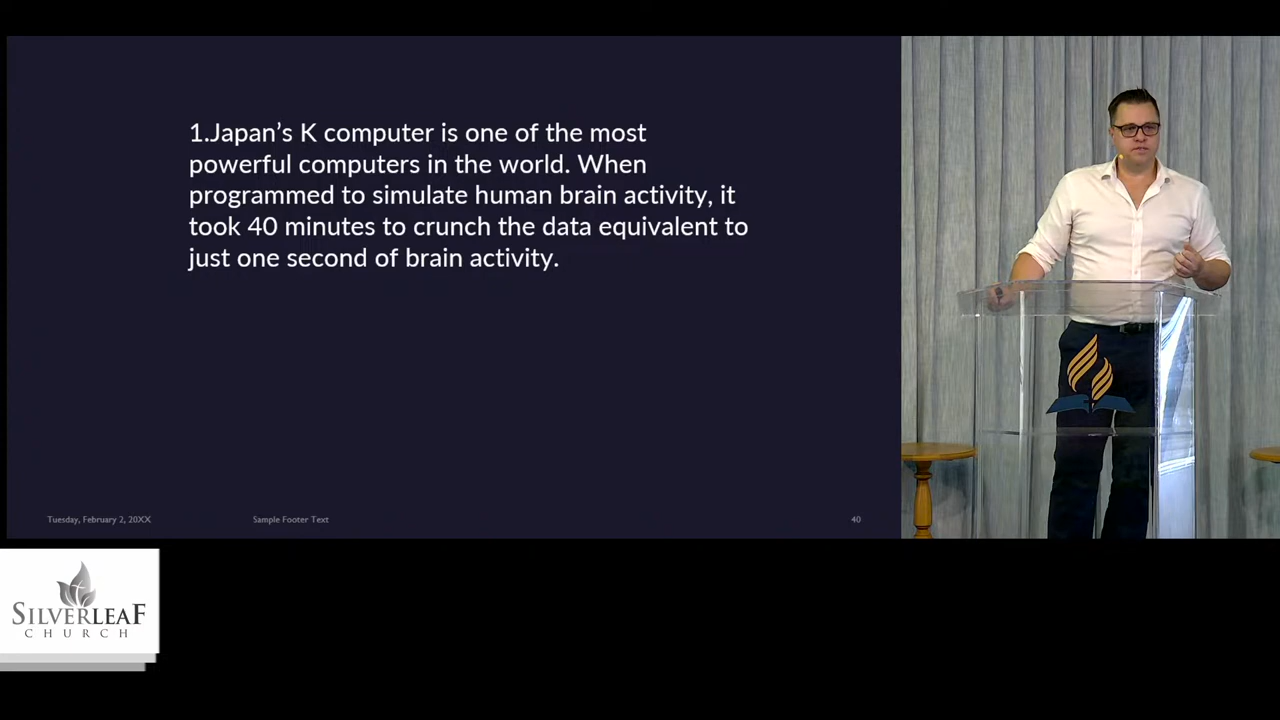 1.Japan’s K computer is one of the most
powerful computers in the world. When
programmed to simulate human brain activity, it
took 40 minutes to crunch the data equivalent to
just one second of brain activity.
Tuesday, February 2, 20XX
Sample Footer Text
40
SILVERLEAF
CHURCH